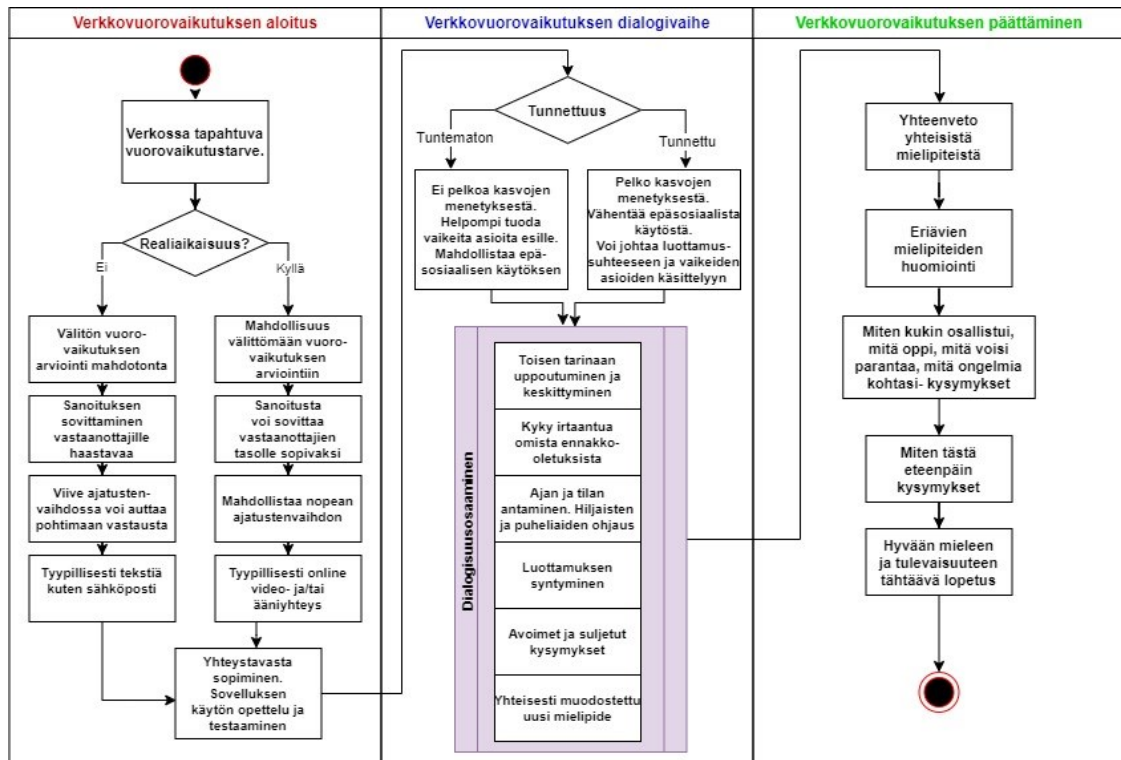 Verkkovuorovaikutuksen aloitus
Verkossa tapahtuva
vuorovaikutustarve.
Realiaikaisuus?
Ei
Kyllä
Välitön vuoro-
vaikutuksen
arviointi mahdotonta
Sanoituksen
sovittaminen
vastaanottajille
haastavaa
Viive ajatusten-
vaihdossa voi auttaa
pohtimaan vastausta
Tyypillisesti tekstiä
kuten sähköposti
Mahdollisuus
välittömään vuoro-
vaikutuksen
arviointiin
Sanoitusta
voi sovittaa
vastaanottajien
tasolle sopivaksi
Mahdollistaa nopean
ajatustenvaihdon
Tyypillisesti online
video- ja/tai
ääniyhteys
Yhteystavasta
sopiminen.
Sovelluksen
käytön opettelu ja
testaaminen
Verkkovuorovaikutuksen dialogivaihe
Tunnettuus
Tuntematon
Tunnettu
Ei pelkoa kasvojen
menetyksestä.
Helpompi tuoda
vaikeita asioita esille.
Mahdollistaa epä-
sosiaalisen käytöksen
Pelko kasvojen
menetyksestä.
Vähentää epäsosiaalista
käytöstä.
Voi johtaa luottamus-
suhteeseen ja vaikeiden
asioiden käsittelyyn
Dialogisuusosaaminen
Toisen tarinaan
uppoutuminen ja
keskittyminen
Kyky irtaantua
omista ennakko-
oletuksista
Ajan ja tilan
antaminen. Hiljaisten
ja puheliaiden ohjaus
Luottamuksen
syntyminen
Avoimet ja suljetut
kysymykset
Yhteisesti muodostettu
uusi mielipide
Verkkovuorovaikutuksen päättäminen
Yhteenveto
yhteisistä
mielipiteistä
Eriävien
mielipiteiden
huomiointi
Miten kukin osallistui,
mitä oppi, mitä voisi
parantaa, mitä ongelmia
kohtasi- kysymykset
Miten tästä
eteenpäin
kysymykset
Hyvään mieleen
ja tulevaisuuteen
tähtäävä lopetus